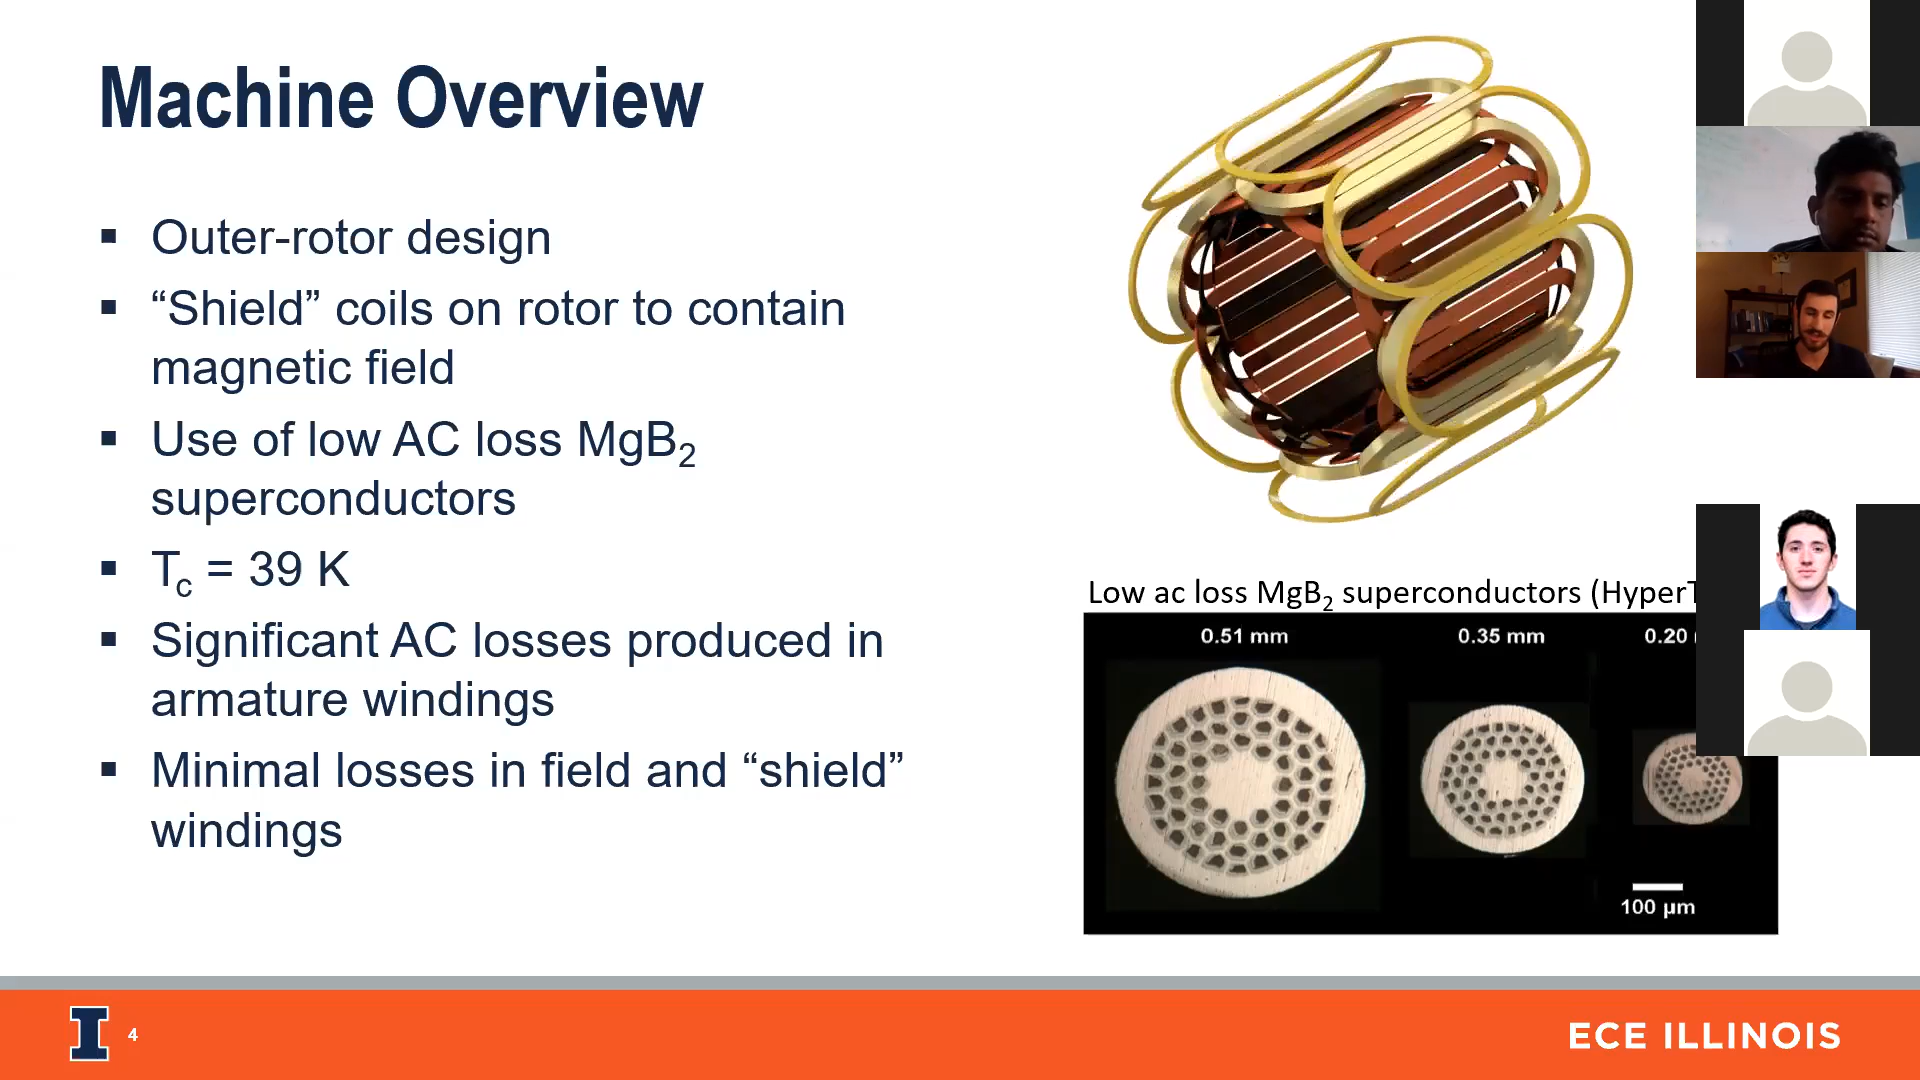 Machine Overview
▪ Outer-rotor design
▪ “Shield” coils on rotor to contain
magnetic field
▪ Use of low AC loss MgB₂
superconductors
▪ T_c = 39 K
▪ Significant AC losses produced in
armature windings
▪ Minimal losses in field and “shield”
windings
Low ac loss MgB₂ superconductors (HyperT
0.51 mm 0.35 mm 0.20
100 µm
I 4 ECE ILLINOIS